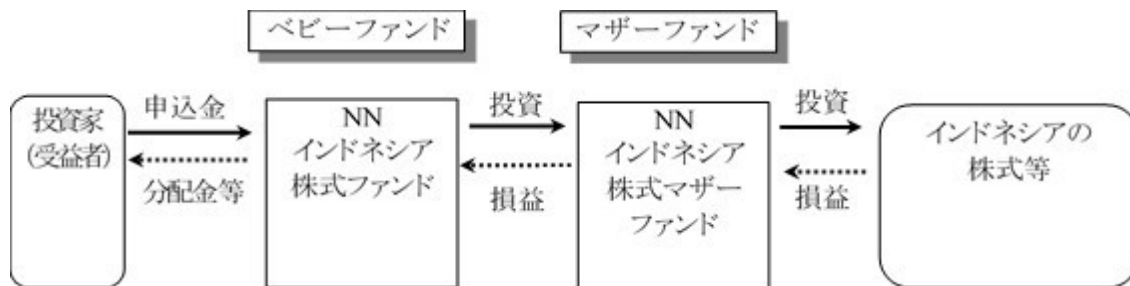 ベビーファンド
マザーファンド
投資家
(受益者)
申込金
分配金等
NN
インドネシア
株式ファンド
投資
損益
NN
インドネシア
株式マザー
ファンド
投資
損益
インドネシアの
株式等